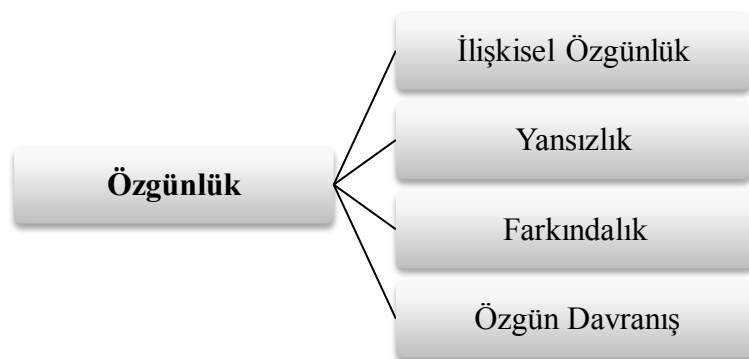 Özgünlük
İlişkisel Özgünlük
Yansızlık
Farkındalık
Özgün Davranış